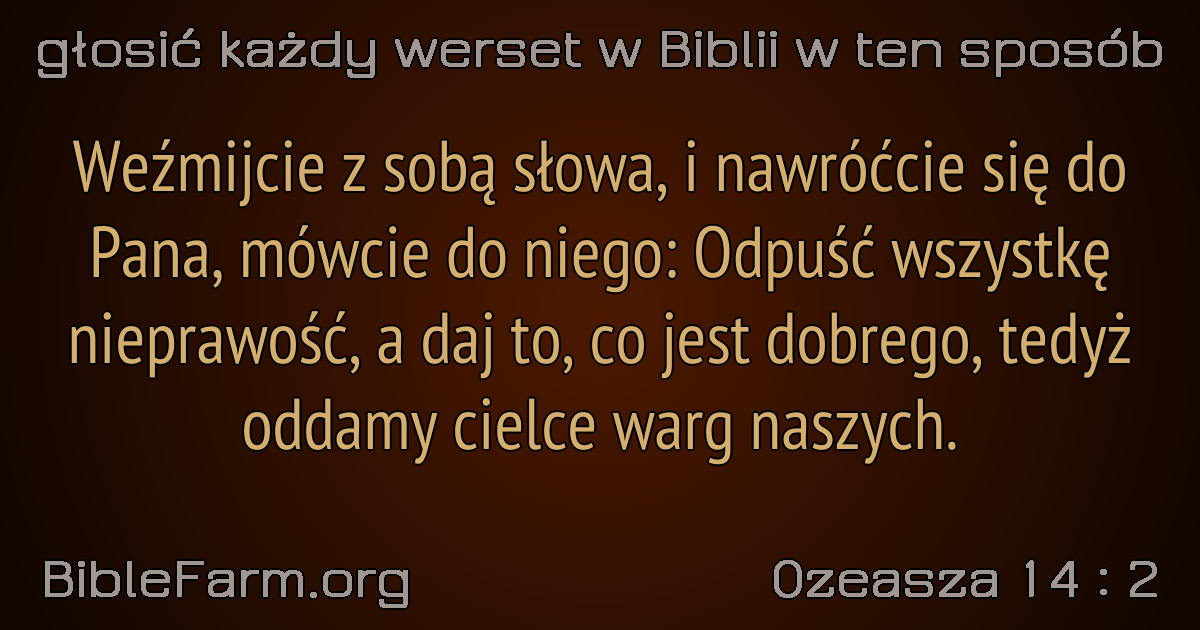 głosić każdy werset w Biblii w ten sposób
Weźmijcie z sobą słowa, i nawróćcie się do
Pana, mówcie do niego: Odpuść wszystkę
nieprawość, a daj to, co jest dobrego, tedyż
oddamy cielce warg naszych.
BibleFarm.org
Ozeasza 14 : 2